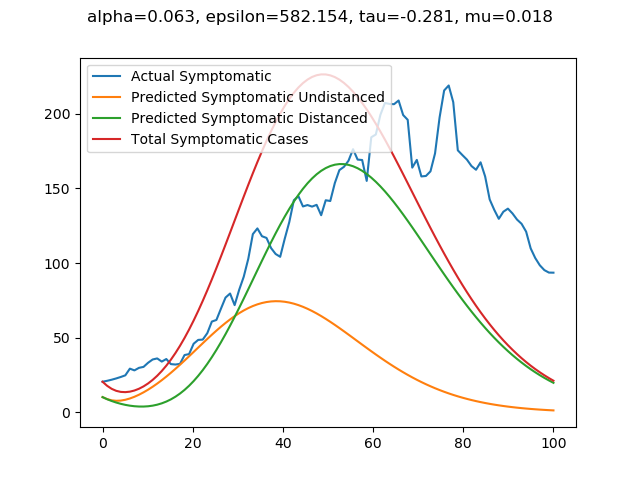 alpha=0.063, epsilon=582.154, tau=-0.281, mu=0.018
Actual Symptomatic
Predicted Symptomatic Undistanced
Predicted Symptomatic Distanced
Total Symptomatic Cases
200
150
100
50
0
0 20 40 60 80 100